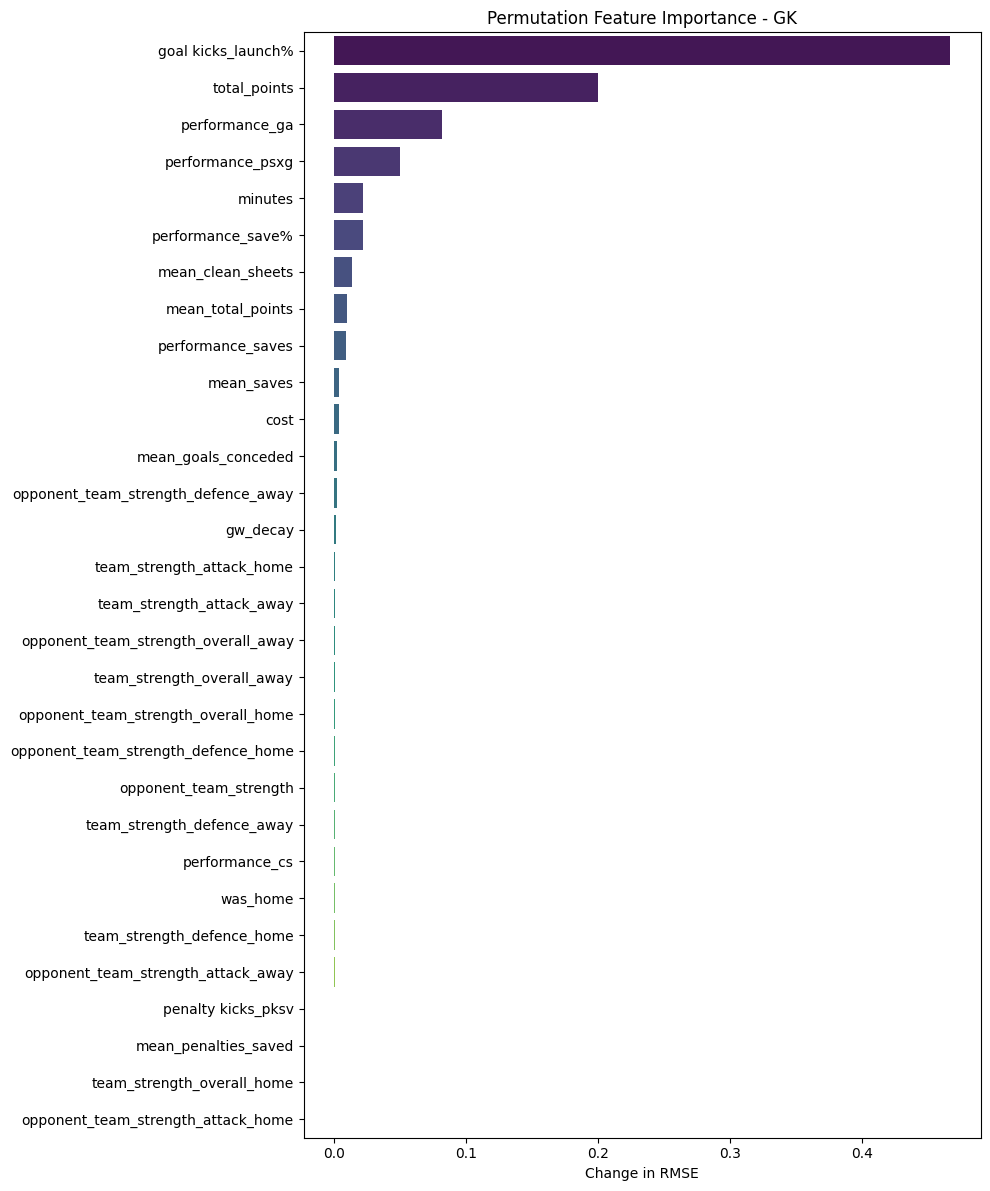 Permutation Feature Importance - GK
goal kicks_launch%
total_points
performance_ga
performance_psxg
minutes
performance_save%
mean_clean_sheets
mean_total_points
performance_saves
mean_saves
cost
mean_goals_conceded
opponent_team_strength_defence_away
gw_decay
team_strength_attack_home
team_strength_attack_away
opponent_team_strength_overall_away
team_strength_overall_away
opponent_team_strength_overall_home
opponent_team_strength_defence_home
opponent_team_strength
team_strength_defence_away
performance_cs
was_home
team_strength_defence_home
opponent_team_strength_attack_away
penalty kicks_pksv
mean_penalties_saved
team_strength_overall_home
opponent_team_strength_attack_home
0.0 0.1 0.2 0.3 0.4
Change in RMSE